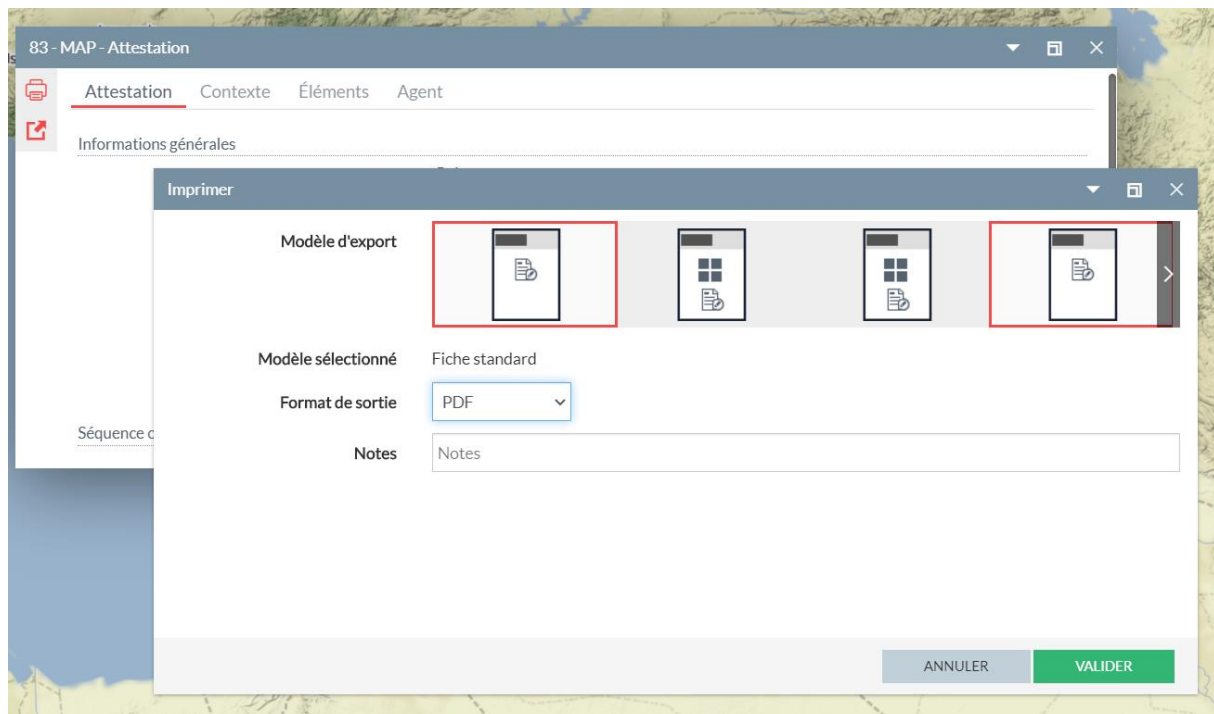 83 - MAP - Attestation
Attestation Contexte Éléments Agent
Informations générales
Imprimer
Modèle d'export
Modèle sélectionné Fiche standard
Format de sortie PDF
Séquence
Notes Notes
ANNULER VALIDER